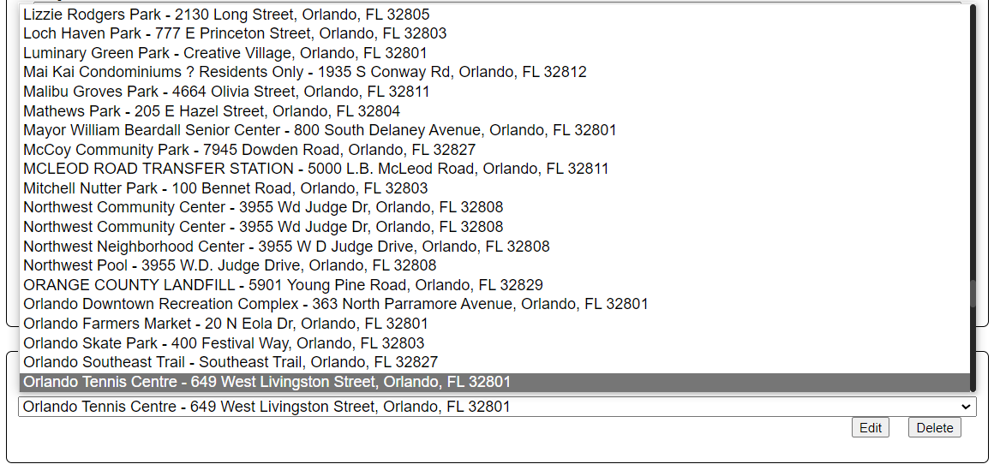 Lizzie Rodgers Park - 2130 Long Street, Orlando, FL 32805
Loch Haven Park - 777 E Princeton Street, Orlando, FL 32803
Luminary Green Park - Creative Village, Orlando, FL 32801
Mai Kai Condominiums ? Residents Only - 1935 S Conway Rd, Orlando, FL 32812
Malibu Groves Park - 4664 Olivia Street, Orlando, FL 32811
Mathews Park - 205 E Hazel Street, Orlando, FL 32804
Mayor William Beardall Senior Center - 800 South Delaney Avenue, Orlando, FL 32801
McCoy Community Park - 7945 Dowden Road, Orlando, FL 32827
MCLEOD ROAD TRANSFER STATION - 5000 L.B. McLeod Road, Orlando, FL 32811
Mitchell Nutter Park - 100 Bennet Road, Orlando, FL 32803
Northwest Community Center - 3955 Wd Judge Dr, Orlando, FL 32808
Northwest Community Center - 3955 Wd Judge Dr, Orlando, FL 32808
Northwest Neighborhood Center - 3955 W D Judge Drive, Orlando, FL 32808
Northwest Pool - 3955 W.D. Judge Drive, Orlando, FL 32808
ORANGE COUNTY LANDFILL - 5901 Young Pine Road, Orlando, FL 32829
Orlando Downtown Recreation Complex - 363 North Parramore Avenue, Orlando, FL 32801
Orlando Farmers Market - 20 N Eola Dr, Orlando, FL 32801
Orlando Skate Park - 400 Festival Way, Orlando, FL 32803
Orlando Southeast Trail - Southeast Trail, Orlando, FL 32827
Orlando Tennis Centre - 649 West Livingston Street, Orlando, FL 32801
Orlando Tennis Centre - 649 West Livingston Street, Orlando, FL 32801
Edit Delete